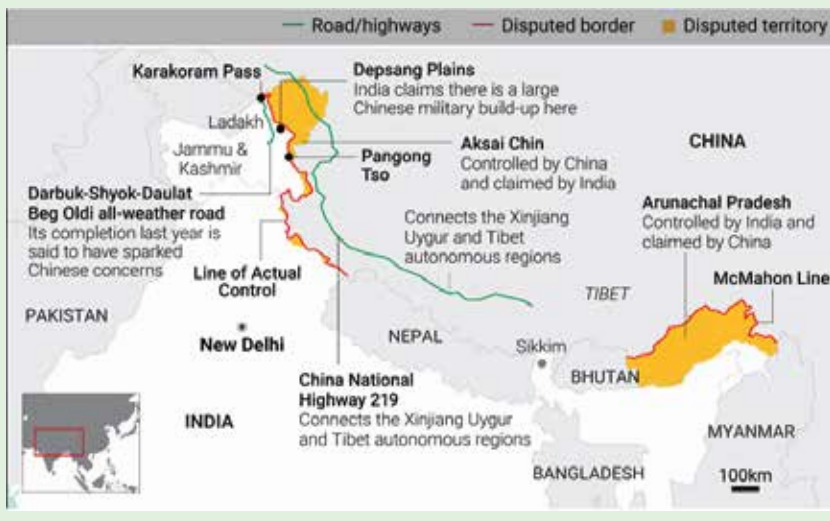 Road/highways
Disputed border
Disputed territory
Karakoram Pass
Depsang Plains
India claims there is a large
Chinese military build-up here
Ladakh
Jammu &
Kashmir
Pangong
Tso
Aksai Chin
Controlled by China
and claimed by India
CHINA
Darbuk-Shyok-Daulat
Beg Oldi all-weather road
Its completion last year is
said to have sparked
Chinese concerns
Connects the Xinjiang
Uygur and Tibet
autonomous regions
Arunachal Pradesh
Controlled by India and
claimed by China
Line of Actual
Control
TIBET
McMahon Line
PAKISTAN
New Delhi
NEPAL
Sikkim
BHUTAN
China National
Highway 219
Connects the Xinjiang Uygur
and Tibet autonomous regions
INDIA
MYANMAR
BANGLADESH
100km